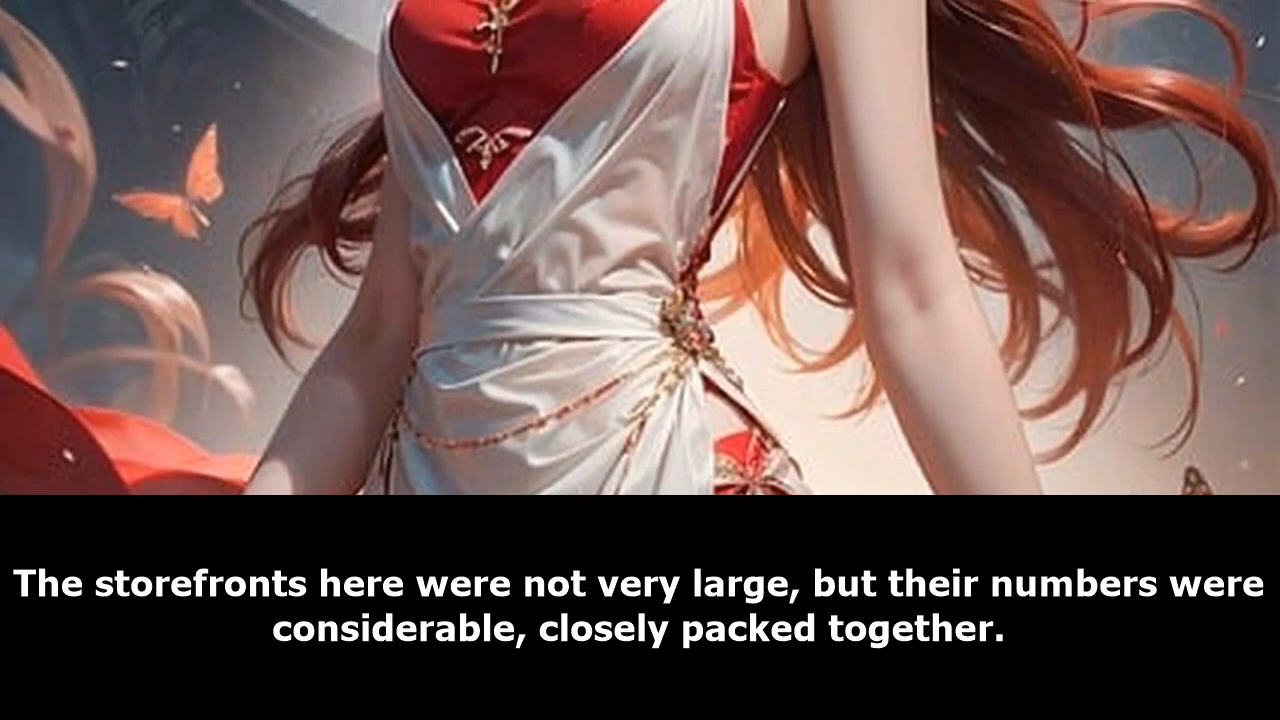 The storefronts here were not very large, but their numbers were
considerable, closely packed together.